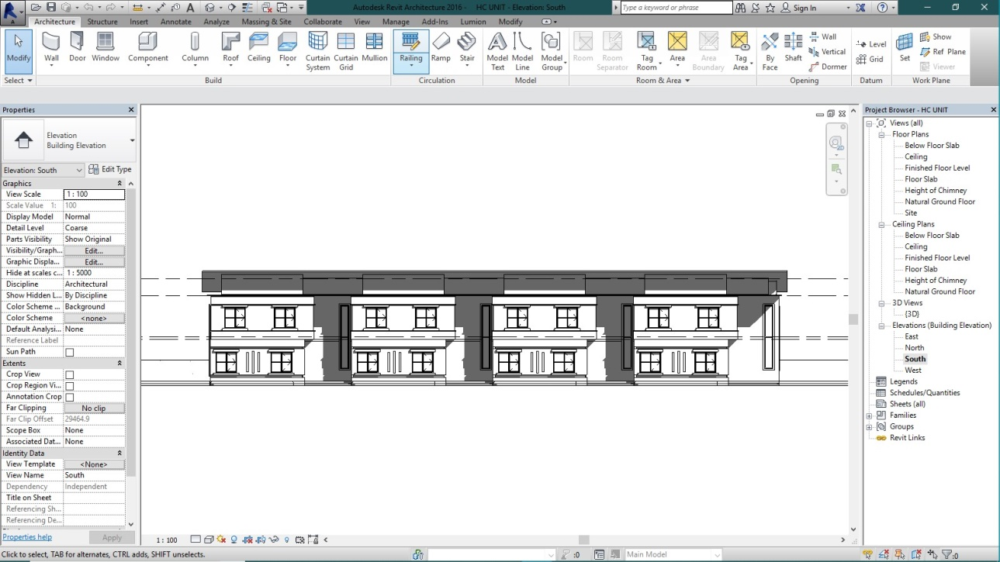 Autodesk Revit Architecture 2016 - HC UNIT - Elevation: South
Type a keyword or phrase
Sign In
Architecture Structure Insert Annotate Analyze Massing & Site Collaborate View Manage Add-Ins Lumion Modify
Modify Wall Door Window Component Column Roof Ceiling Floor Curtain System Curtain Grid Mullion Railing Ramp Stair Model Text Model Line Model Group Room Room Separator Tag Room Area Area Boundary Tag Area By Face Shaft Wall Vertical Dormer Level Grid Set Show Ref Plane Viewer
Select Build Circulation Model Room & Area Opening Datum Work Plane
Properties
Elevation
Building Elevation
Elevation: South Edit Type
Graphics
View Scale 1 : 100
Scale Value 1: 100
Display Model Normal
Detail Level Coarse
Parts Visibility Show Original
Visibility/Graph... Edit...
Graphic Displa... Edit...
Hide at scales c... 1 : 5000
Discipline Architectural
Show Hidden L... By Discipline
Color Scheme ... Background
Color Scheme <none>
Default Analysi... None
Reference Label
Sun Path
Extents
Crop View
Crop Region Vi...
Annotation Crop
Far Clipping No clip
Far Clip Offset 29464.9
Scope Box None
Associated Dat... None
Identity Data
View Template <None>
View Name South
Dependency Independent
Title on Sheet
Referencing Sh...
Referencing De...
Properties help Apply
1 : 100
Project Browser - HC UNIT
Views (all)
Floor Plans
Below Floor Slab
Ceiling
Finished Floor Level
Floor Slab
Height of Chimney
Natural Ground Floor
Site
Ceiling Plans
Below Floor Slab
Ceiling
Finished Floor Level
Floor Slab
Height of Chimney
Natural Ground Floor
3D Views
{3D}
Elevations (Building Elevation)
East
North
South
West
Legends
Schedules/Quantities
Sheets (all)
Families
Groups
Revit Links
Click to select, TAB for alternates, CTRL adds, SHIFT unselects.
:0
Main Model
:0